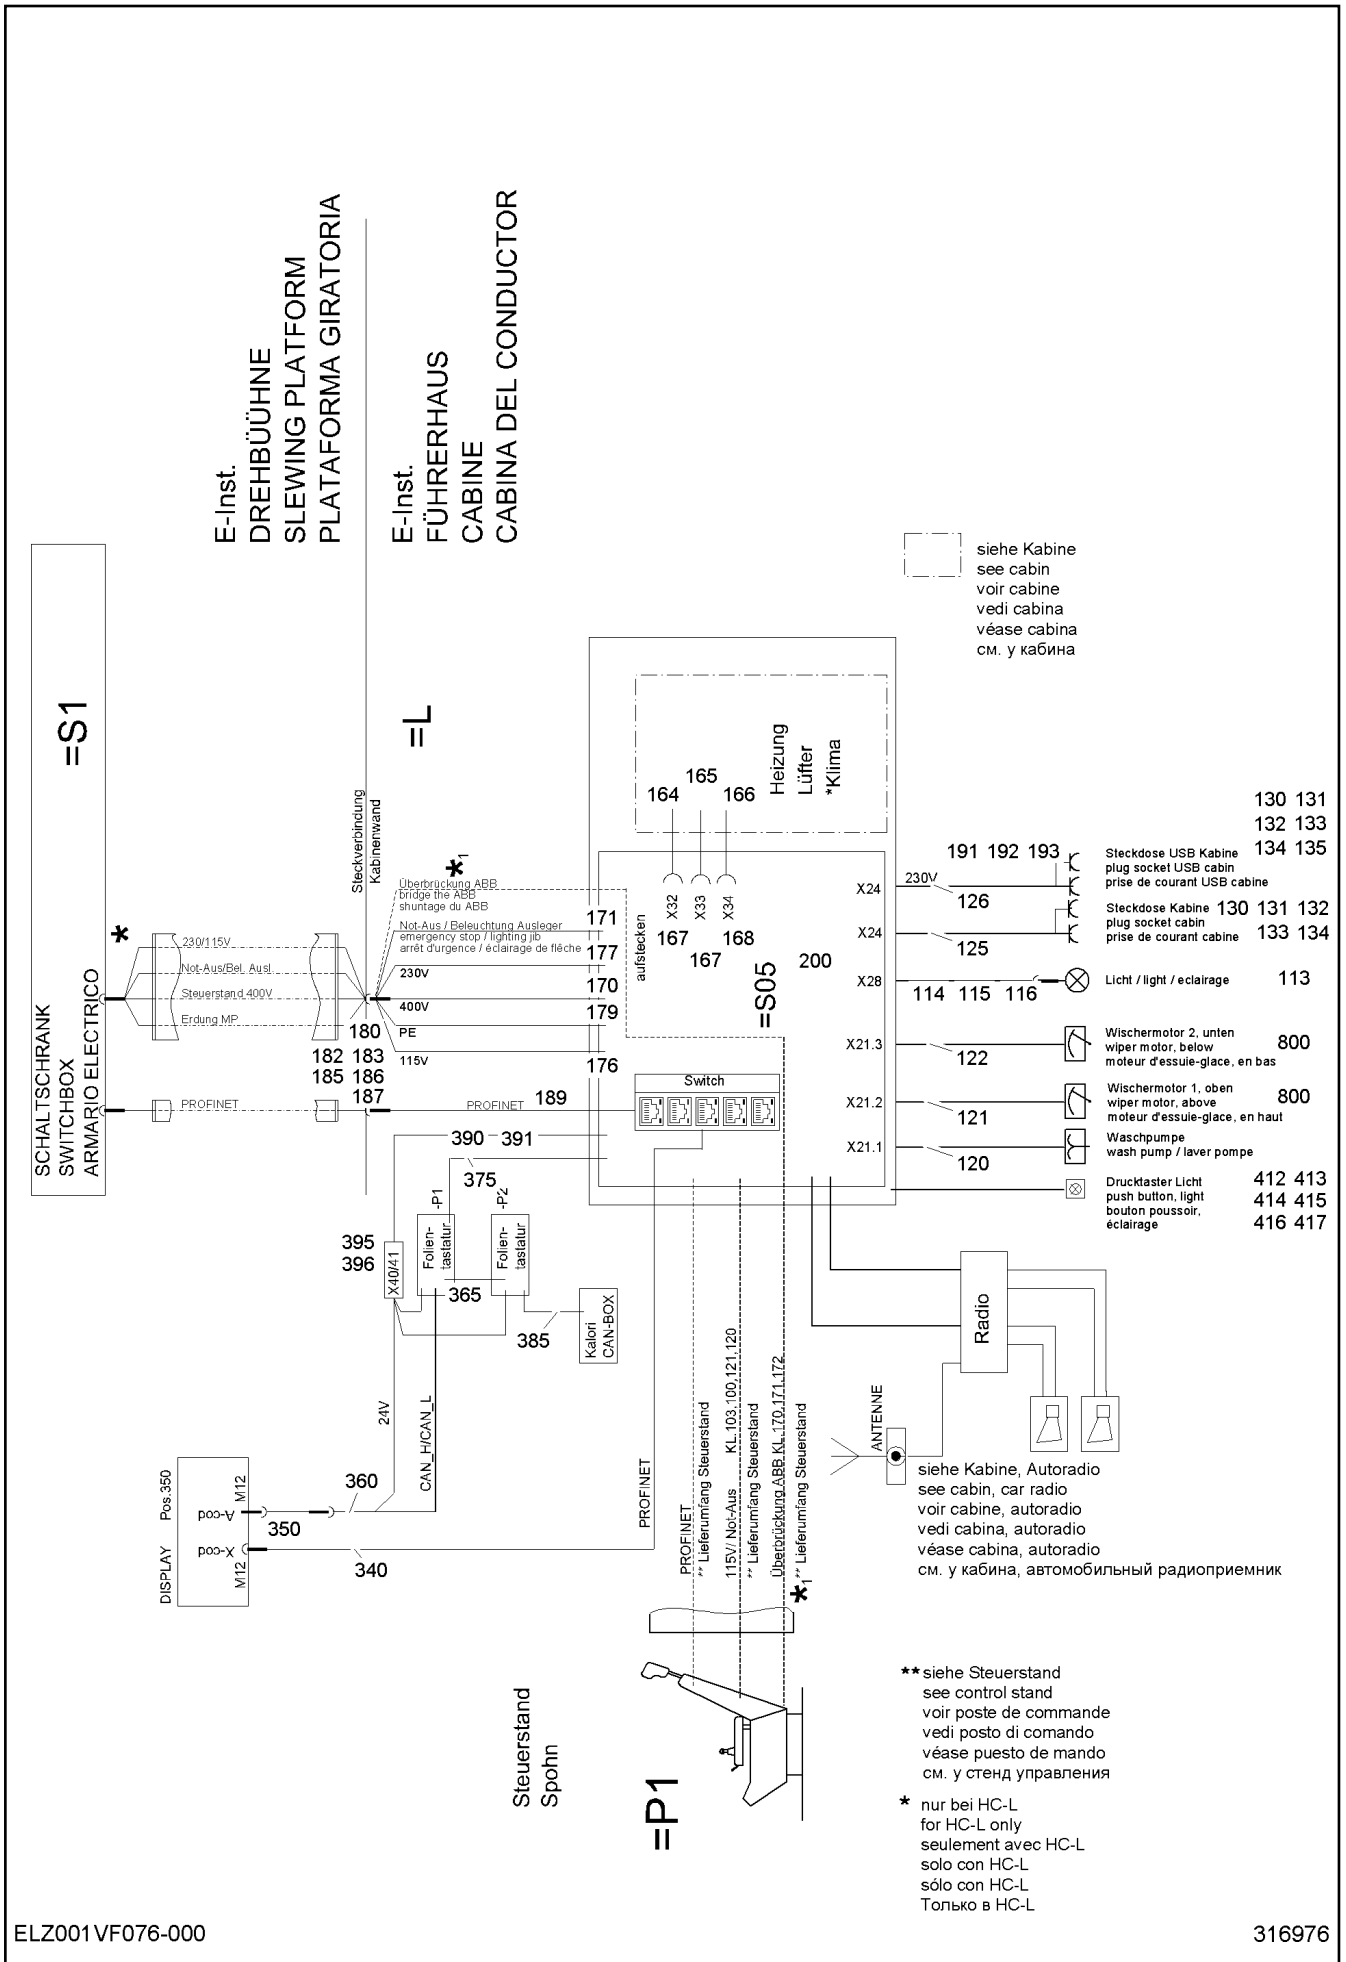 E-Inst.
DREHBÜÜHNE
SLEWING PLATFORM
PLATAFORMA GIRATORIA
E-Inst.
FÜHRERHAUS
CABINE
CABINA DEL CONDUCTOR
SCHALTSCHRANK
SWITCHBOX
ARMARIO ELECTRICO
=S1
=L
Steckverbindung
Kabinenwand
siehe Kabine
see cabin
voir cabine
vedi cabina
véase cabina
см. у кабина
164
165
166
Heizung
Lüfter
*Klima
X32
X33
X34
167
167
168
aufstecken
=S05
200
*
230/115V
Not-Aus/Bel. Ausl.
Steuerstand 400V
Erdung MP
PROFINET
180
182 183
185 186
187
*1
Überbrückung ABB
bridge the ABB
shuntage du ABB
Not-Aus / Beleuchtung Ausleger
emergency stop / lighting jib
arrêt d'urgence / éclairage de flêche
230V
400V
PE
115V
171
177
170
179
176
PROFINET
189
Switch
X24
X24
X28
X21.3
X21.2
X21.1
191 192 193
230V
126
125
114 115 116
122
121
120
130 131
132 133
134 135
Steckdose USB Kabine
plug socket USB cabin
prise de courant USB cabine
Steckdose Kabine 130 131 132
plug socket cabin
prise de courant cabine 133 134
Licht / light / eclairage 113
Wischermotor 2, unten
wiper motor, below 800
moteur d'essuie-glace, en bas
Wischermotor 1, oben
wiper motor, above 800
moteur d'essuie-glace, en haut
Waschpumpe
wash pump / laver pompe
Drucktaster Licht 412 413
push button, light 414 415
bouton poussoir,
éclairage 416 417
390 391
375
-P1
-P2
395
396
X40/41
Folien-
tastatur
Folien-
tastatur
365
385
Kalori
CAN-BOX
24V
CAN_H/CAN_L
DISPLAY Pos.350
A-cod
M12
X-cod
M12
350
360
340
PROFINET
PROFINET
** Lieferumfang Steuerstand
115V/ Not-Aus KL.103,100,121,120
** Lieferumfang Steuerstand
Überbrückung ABB KL.170,171,172
** Lieferumfang Steuerstand
*1
Radio
ANTENNE
siehe Kabine, Autoradio
see cabin, car radio
voir cabine, autoradio
vedi cabina, autoradio
véase cabina, autoradio
см. у кабина, автомобильный радиоприемник
Steuerstand
Spohn
=P1
** siehe Steuerstand
see control stand
voir poste de commande
vedi posto di comando
véase puesto de mando
см. у стенд управления
* nur bei HC-L
for HC-L only
seulement avec HC-L
solo con HC-L
sólo con HC-L
Только в HC-L
ELZ001VF076-000
316976